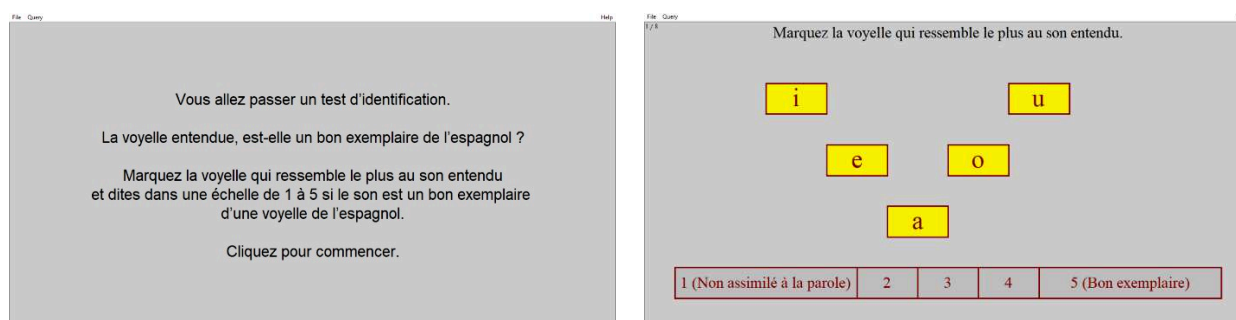 File Query Help
Vous allez passer un test d'identification.
La voyelle entendue, est-elle un bon exemplaire de l'espagnol ?
Marquez la voyelle qui ressemble le plus au son entendu
et dites dans une échelle de 1 à 5 si le son est un bon exemplaire
d'une voyelle de l'espagnol.
Cliquez pour commencer.
File Query
1 / 5
Marquez la voyelle qui ressemble le plus au son entendu.
i u
e o
a
1 (Non assimilé à la parole) 2 3 4 5 (Bon exemplaire)